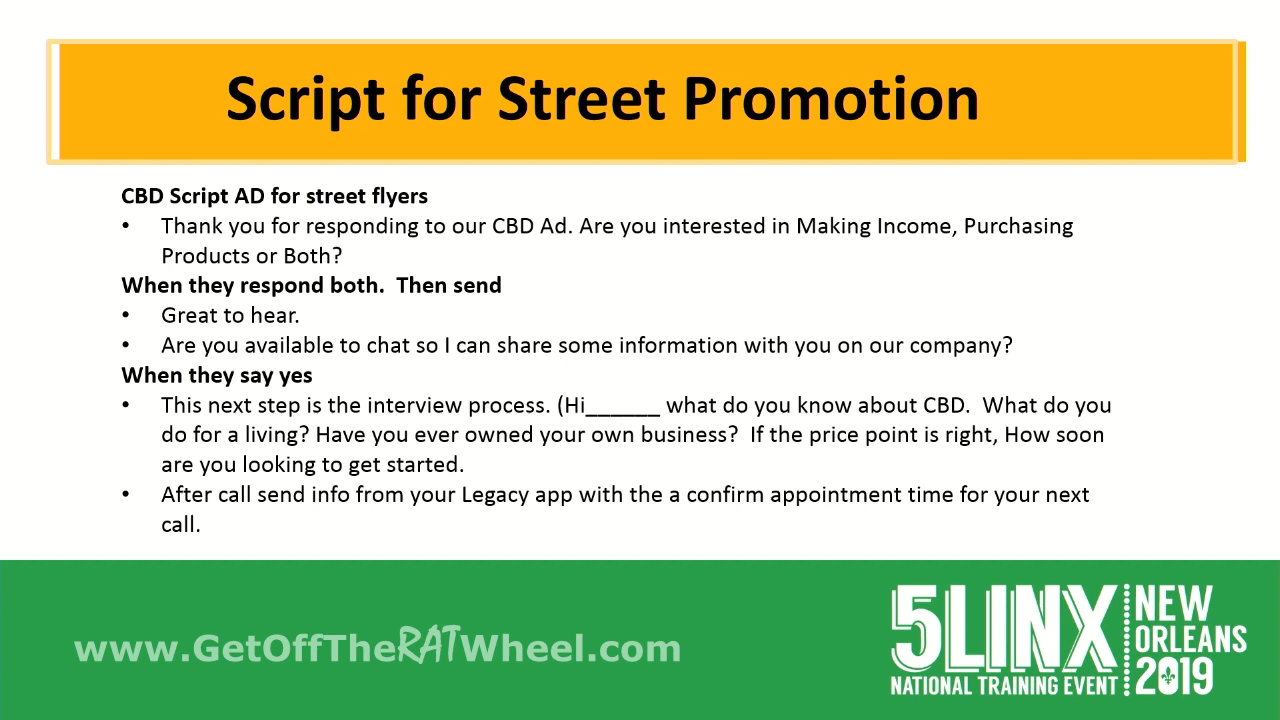 Script for Street Promotion
CBD Script AD for street flyers
• Thank you for responding to our CBD Ad. Are you interested in Making Income, Purchasing
Products or Both?
When they respond both.  Then send
• Great to hear.
• Are you available to chat so I can share some information with you on our company?
When they say yes
• This next step is the interview process. (Hi______ what do you know about CBD.  What do you
do for a living? Have you ever owned your own business?  If the price point is right, How soon
are you looking to get started.
• After call send info from your Legacy app with the a confirm appointment time for your next
call.
www.GetOffTheRATWheel.com
5LINX
NATIONAL TRAINING EVENT
NEW
ORLEANS
2019